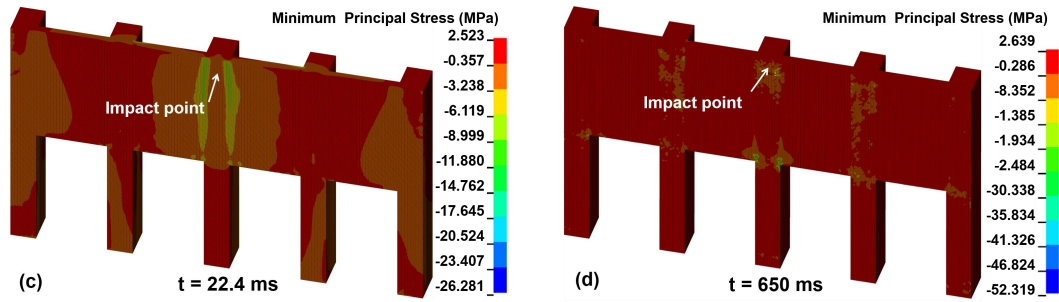 Minimum Principal Stress (MPa)
2.523
-0.357
-3.238
-6.119
-8.999
-11.880
-14.762
-17.645
-20.524
-23.407
-26.281
Impact point
(c)
t = 22.4 ms
Minimum Principal Stress (MPa)
2.639
-0.286
-8.352
-1.385
-1.934
-2.484
-30.338
-35.834
-41.326
-46.824
-52.319
Impact point
(d)
t = 650 ms